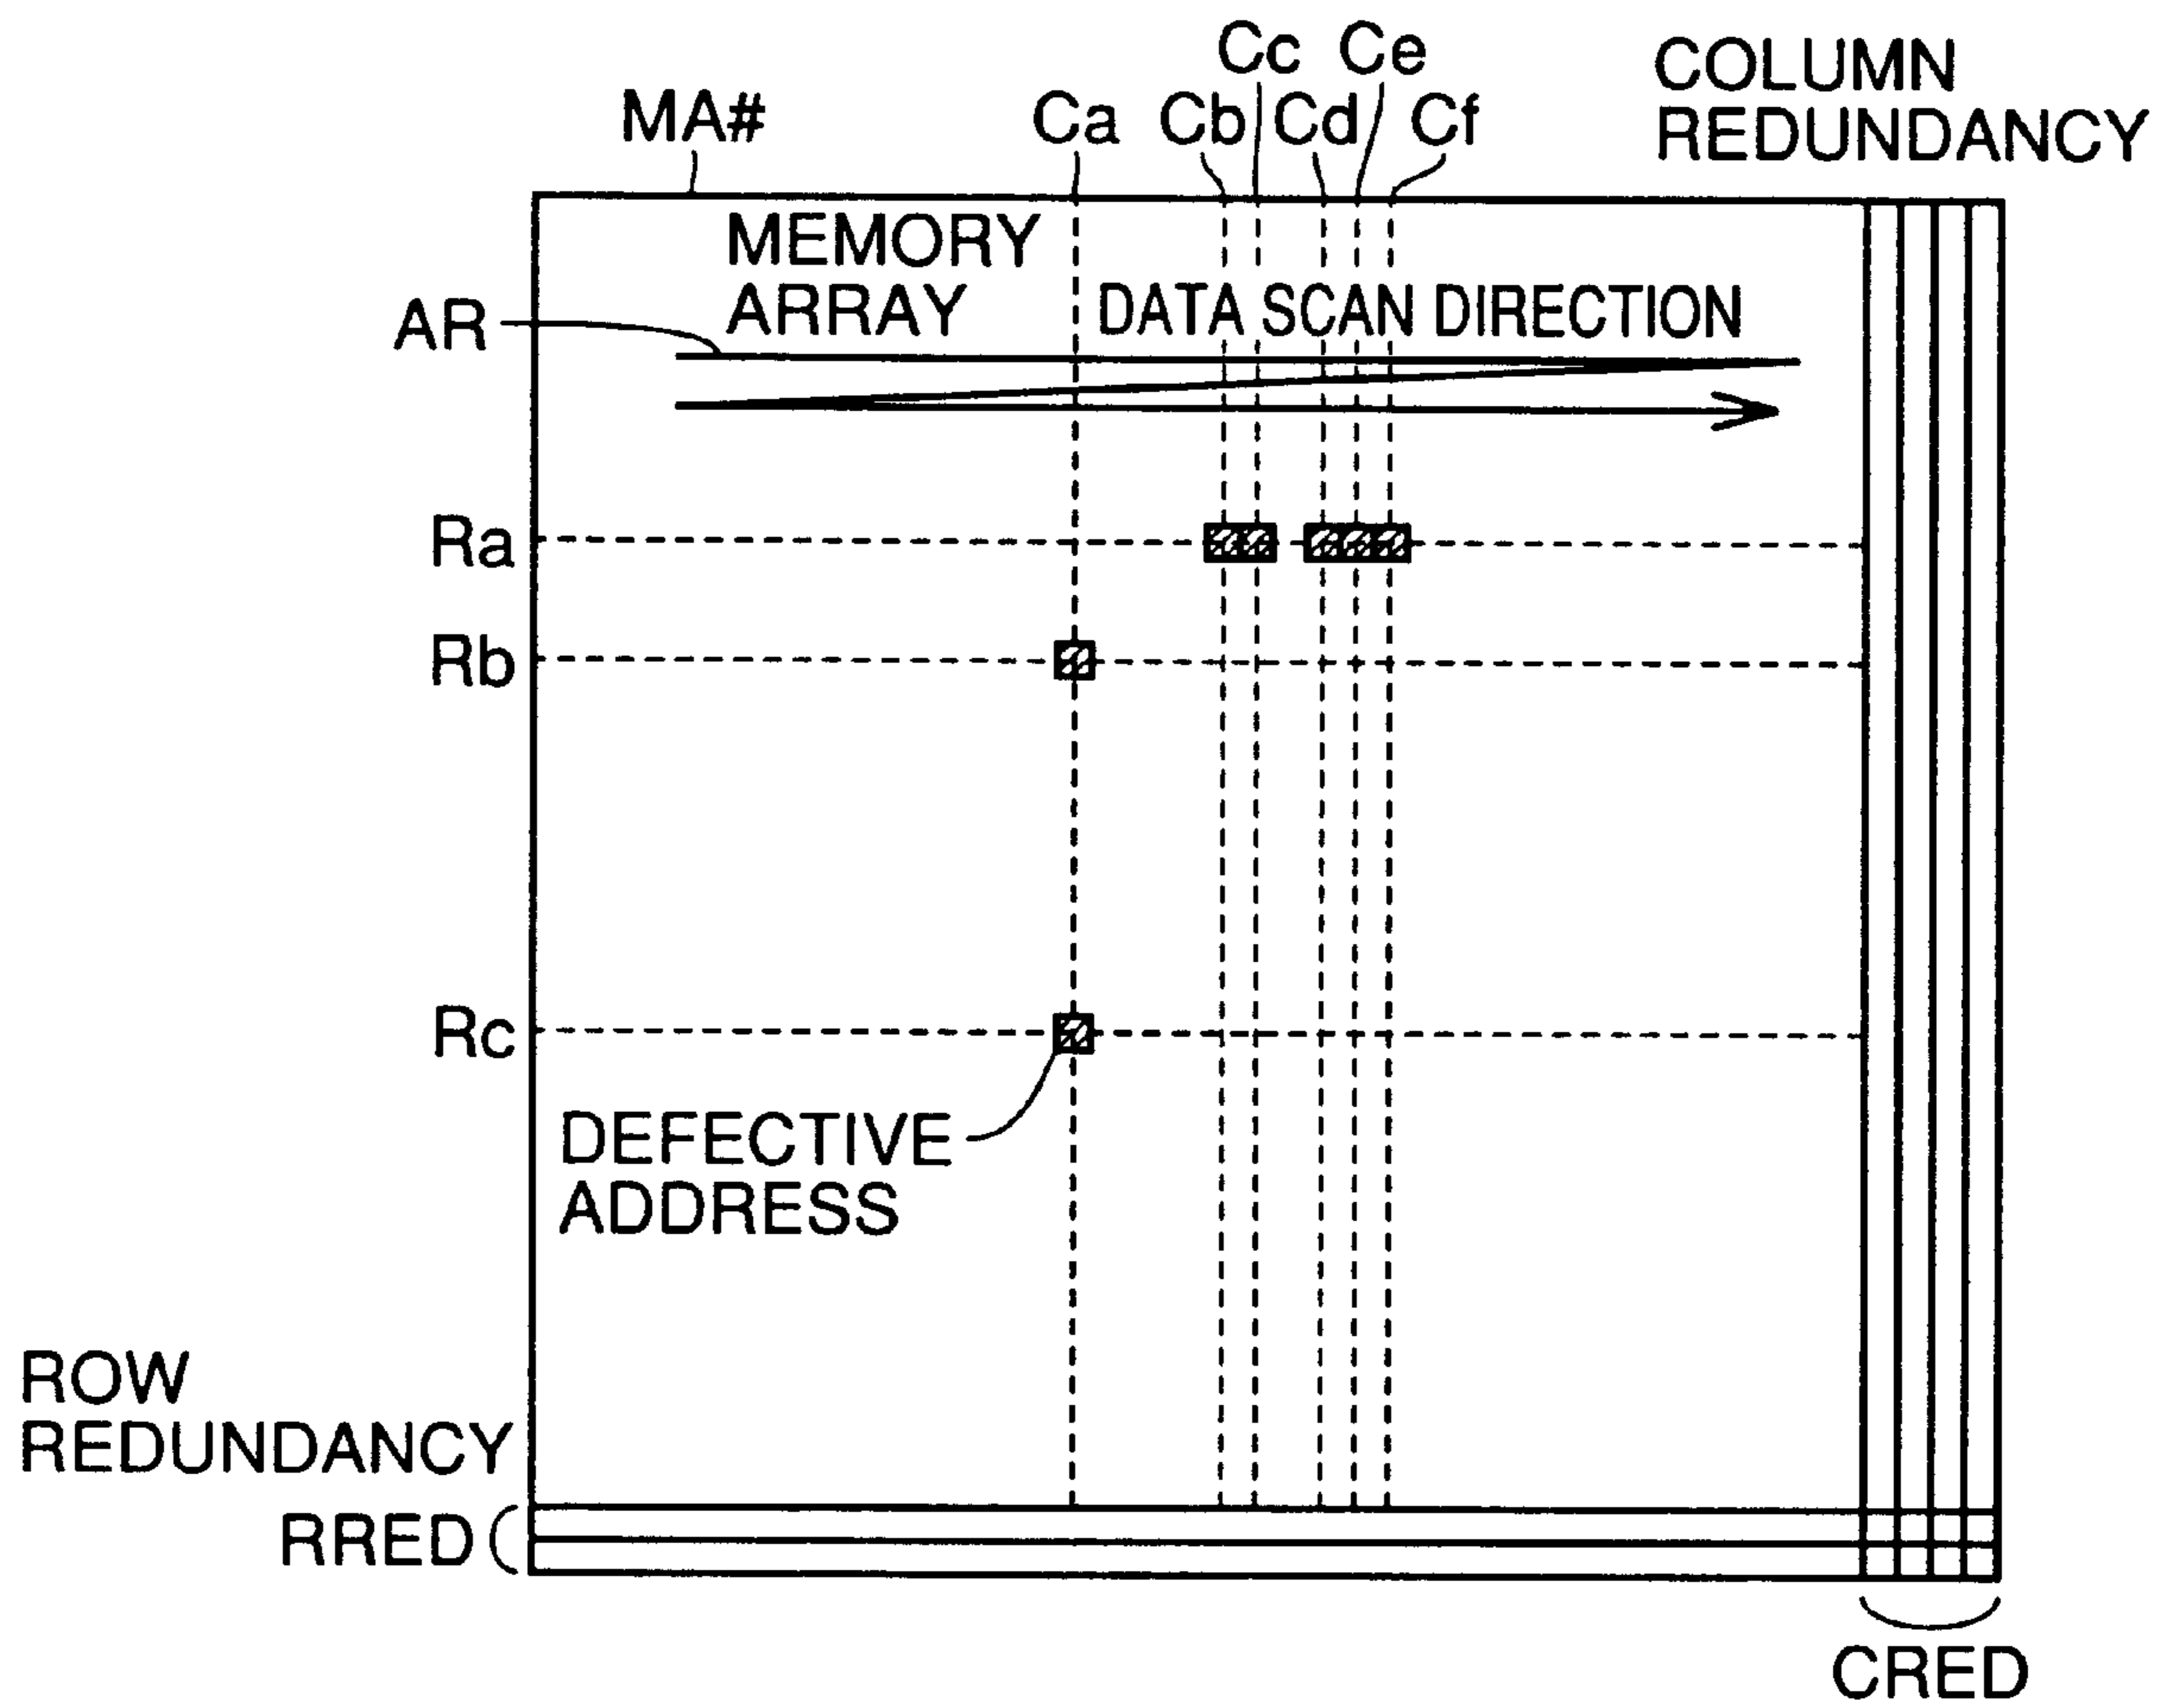 Cc Ce
COLUMN
REDUNDANCY
MA# Ca Cb Cd Cf
MEMORY
ARRAY
DATA SCAN DIRECTION
AR
Ra
Rb
Rc
DEFECTIVE
ADDRESS
ROW
REDUNDANCY
RRED
CRED